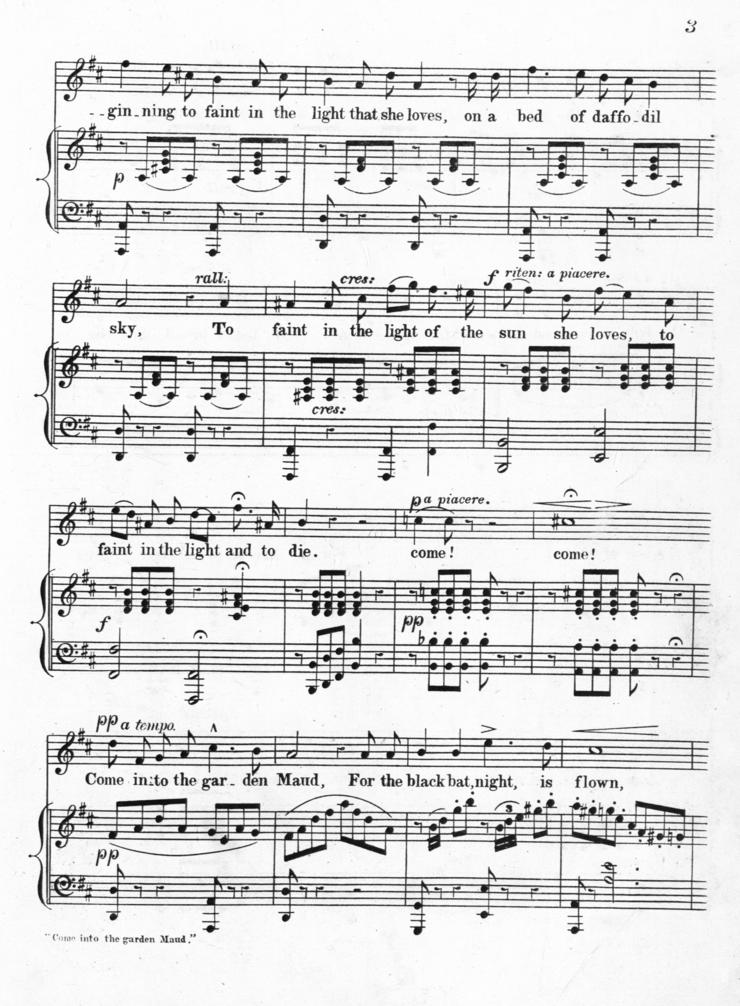 3
- - gin - ning to faint in the light that she loves, on a bed of daffo - dil
p
rall:
cres:
f riten: a piacere.
sky, To faint in the light of the sun she loves, to
cres:
p a piacere.
faint in the light and to die. come! come!
f
pp
pp a tempo.
Come in-to the gar - den Maud, For the black bat, night, is flown,
3
pp
"Come into the garden Maud."